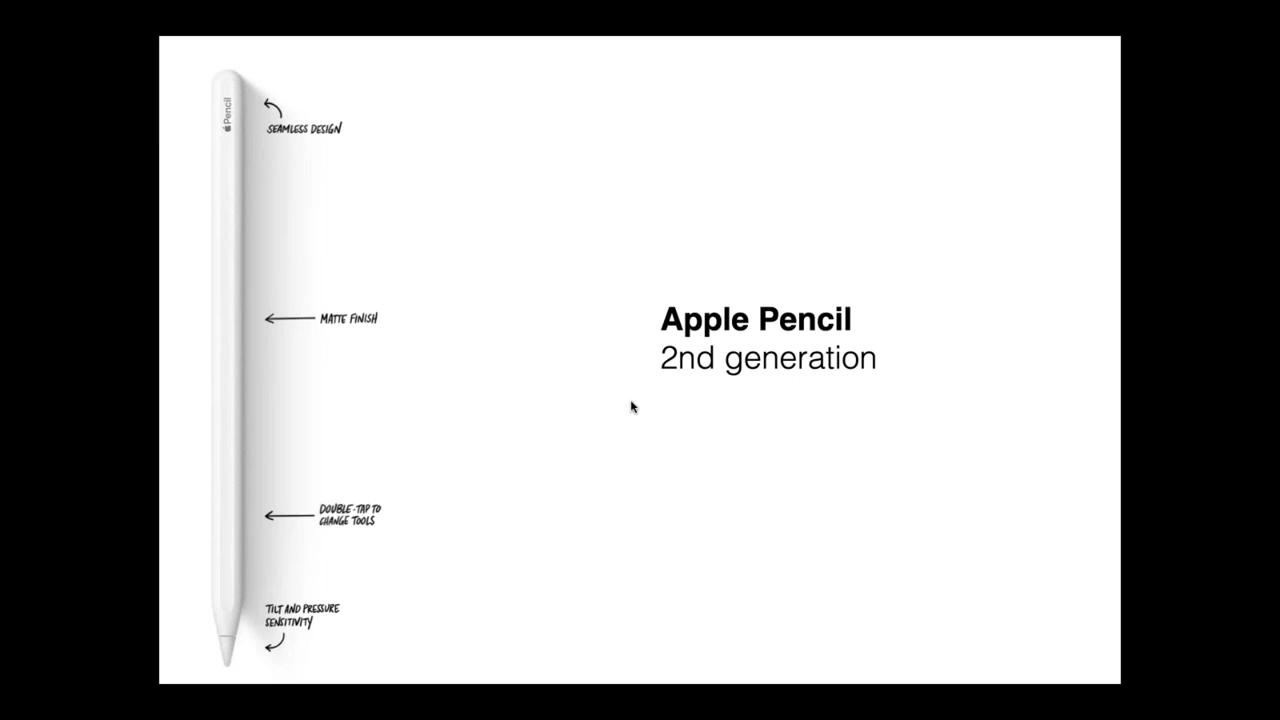 Pencil
SEAMLESS DESIGN
MATTE FINISH
Apple Pencil
2nd generation
DOUBLE-TAP TO
CHANGE TOOLS
TILT AND PRESSURE
SENSITIVITY